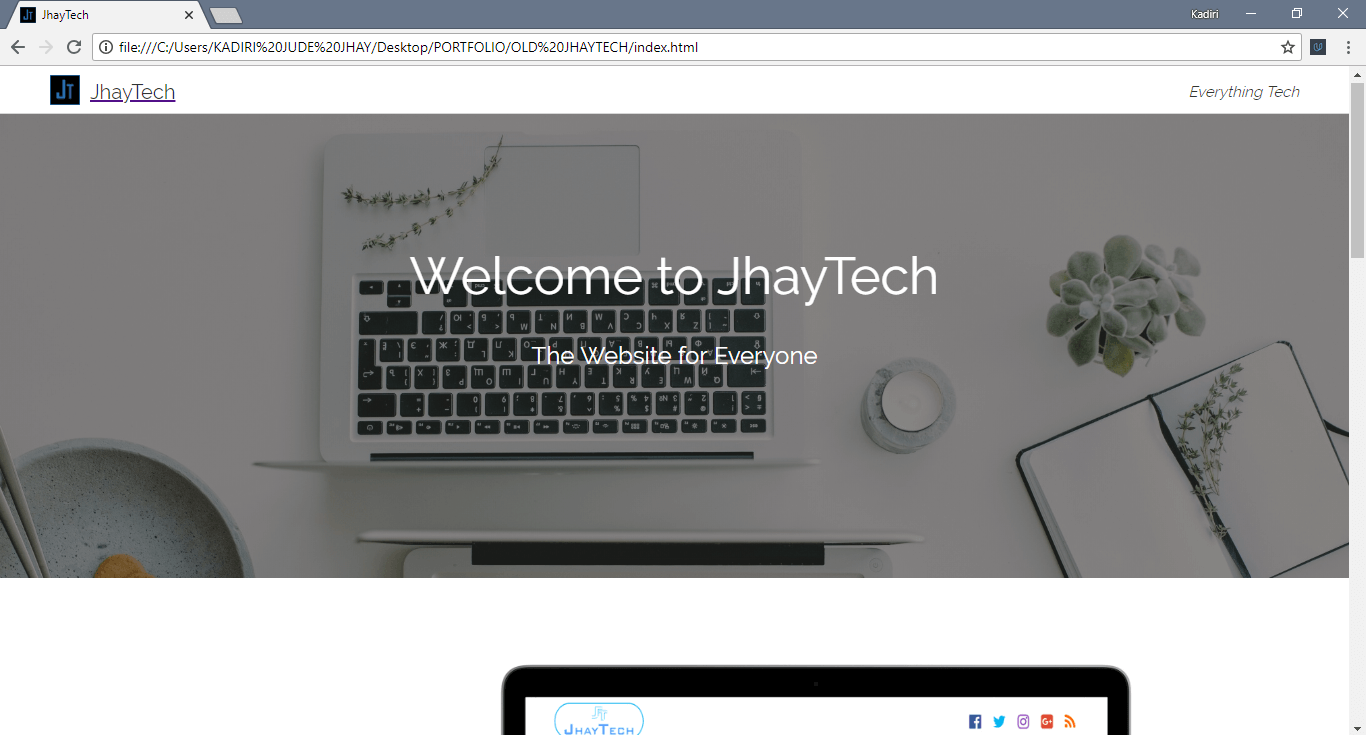 JhayTech
Kadiri
file:///C:/Users/KADIRI%20JUDE%20JHAY/Desktop/PORTFOLIO/OLD%20JHAYTECH/index.html
JT JhayTech
Everything Tech
Welcome to JhayTech
The Website for Everyone
JT
JHAYTECH